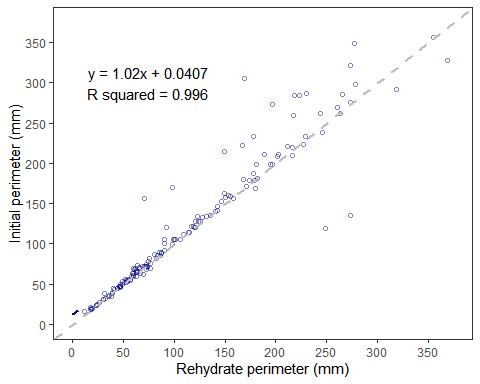 y = 1.02x + 0.0407
R squared = 0.996
Initial perimeter (mm)
350
300
250
200
150
100
50
0
0 50 100 150 200 250 300 350
Rehydrate perimeter (mm)